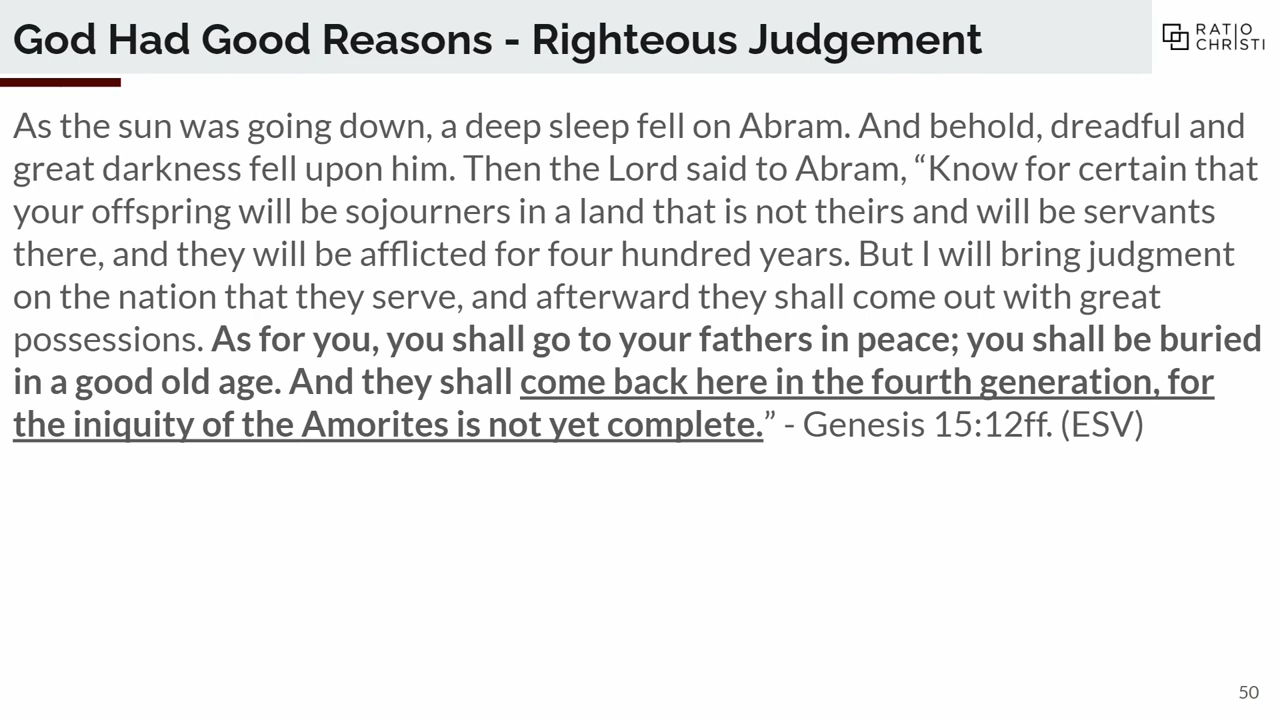 God Had Good Reasons - Righteous Judgement
RATIO
CHRISTI
As the sun was going down, a deep sleep fell on Abram. And behold, dreadful and
great darkness fell upon him. Then the Lord said to Abram, “Know for certain that
your offspring will be sojourners in a land that is not theirs and will be servants
there, and they will be afflicted for four hundred years. But I will bring judgment
on the nation that they serve, and afterward they shall come out with great
possessions. As for you, you shall go to your fathers in peace; you shall be buried
in a good old age. And they shall come back here in the fourth generation, for
the iniquity of the Amorites is not yet complete.” - Genesis 15:12ff. (ESV)
50